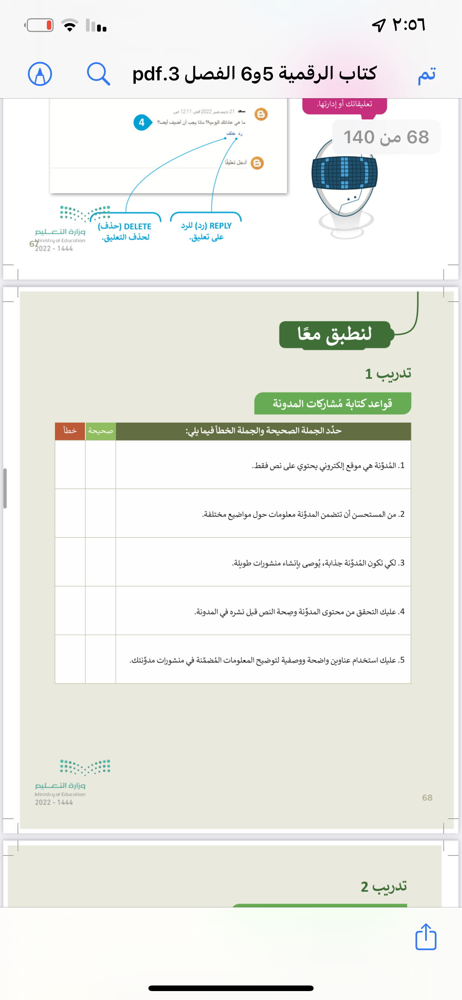 ٢:٥٦
تم
كتاب الرقمية 5و6 الفصل 3.pdf
تعليقاتك أو إدارتها.
68 من 140
سعد 21 ديسمبر 2022 في 12:11 ص
ما هي عاداتك اليومية؟ ماذا يجب أن أضيف أيضا؟
4
رد حذف
أدخل تعليقًا
REPLY (رد) للرد
على تعليق.
DELETE (حذف)
لحذف التعليق.
وزارة التعليم
Ministry of Education
2022 - 1444
67
لنطبق معًا
تدريب 1
قواعد كتابة مُشاركات المدونة
حدِّد الجملة الصحيحة والجملة الخطأ فيما يلي: صحيحة خطأ
1. المُدوِّنة هي موقع إلكتروني يحتوي على نص فقط.
2. من المستحسن أن تتضمن المدوِّنة معلومات حول مواضيع مختلفة.
3. لكي تكون المُدوِّنة جذابة، يُوصى بإنشاء منشورات طويلة.
4. عليك التحقق من محتوى المدوِّنة وصِحة النص قبل نشره في المدونة.
5. عليك استخدام عناوين واضحة ووصفية لتوضيح المعلومات المُضمَّنة في منشورات مدوِّنتك.
وزارة التعليم
Ministry of Education
2022 - 1444
68
تدريب 2